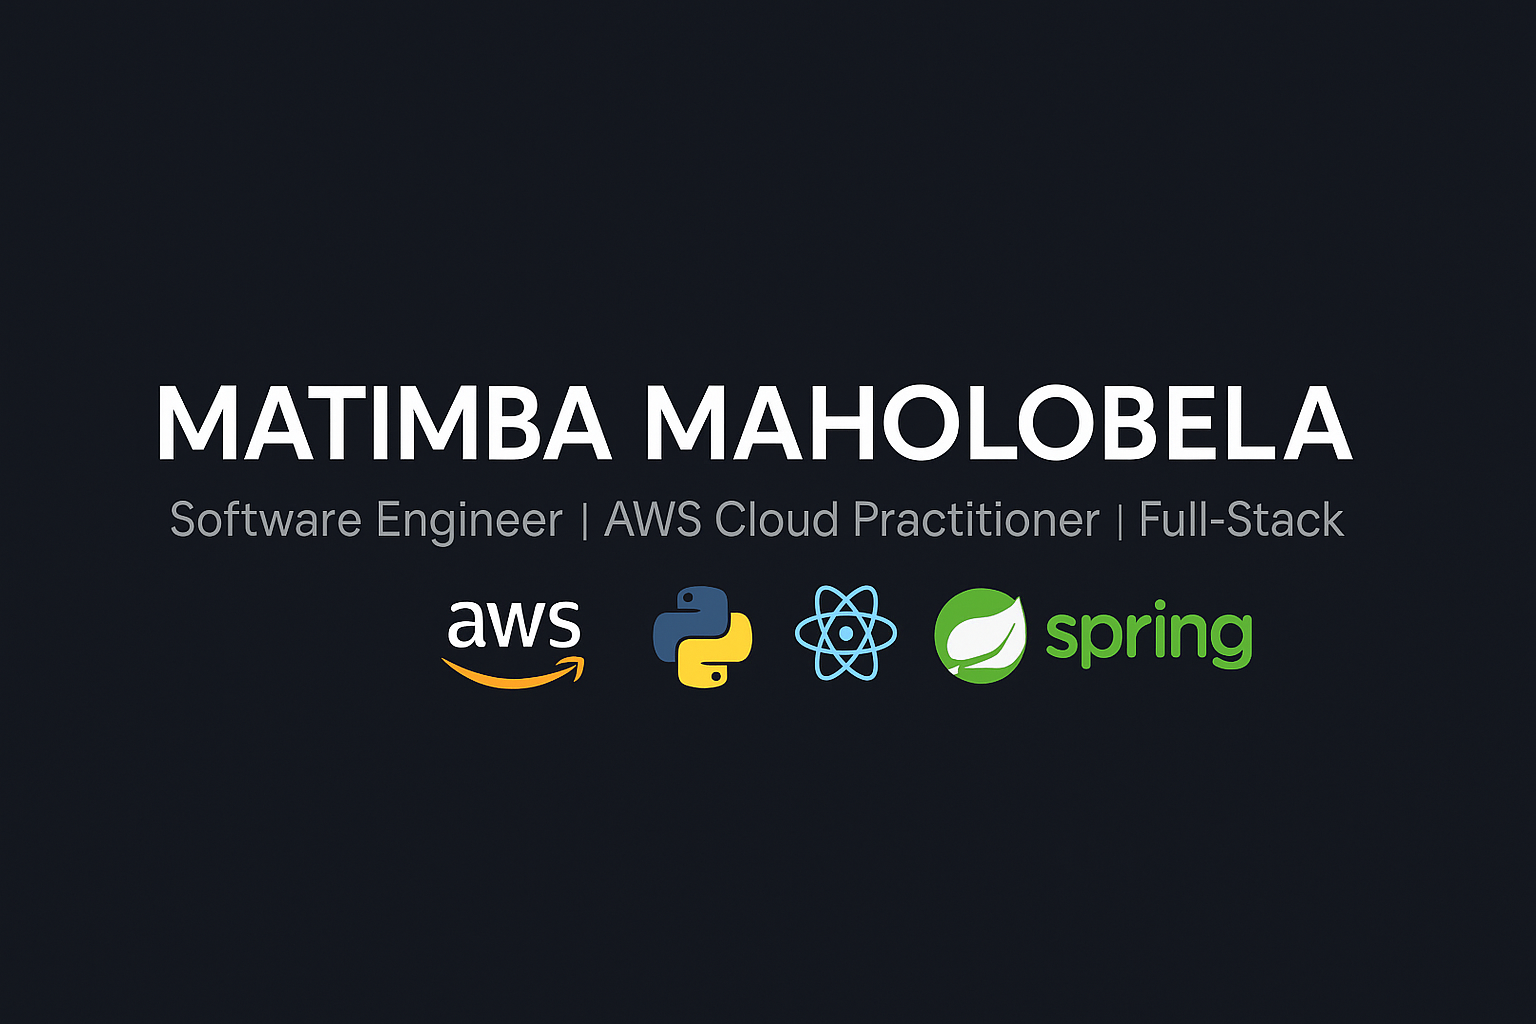 MATIMBA MAHOLOBELA
Software Engineer | AWS Cloud Practitioner | Full-Stack
aws spring